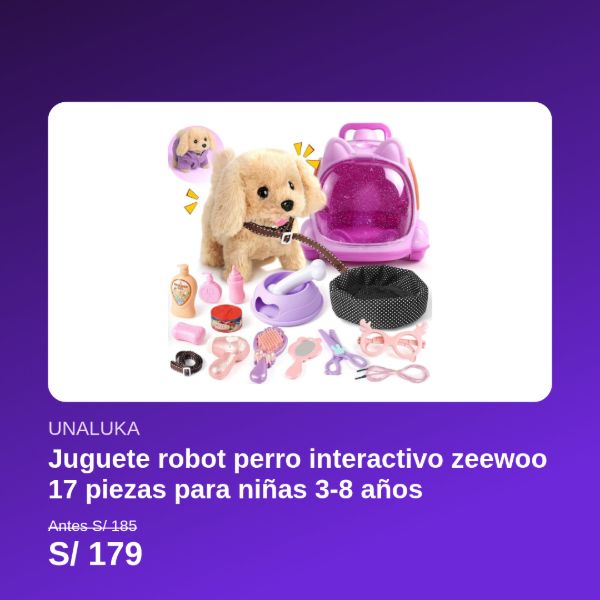 UNALUKA
Juguete robot perro interactivo zeewoo
17 piezas para niñas 3-8 años
Antes S/ 185
S/ 179